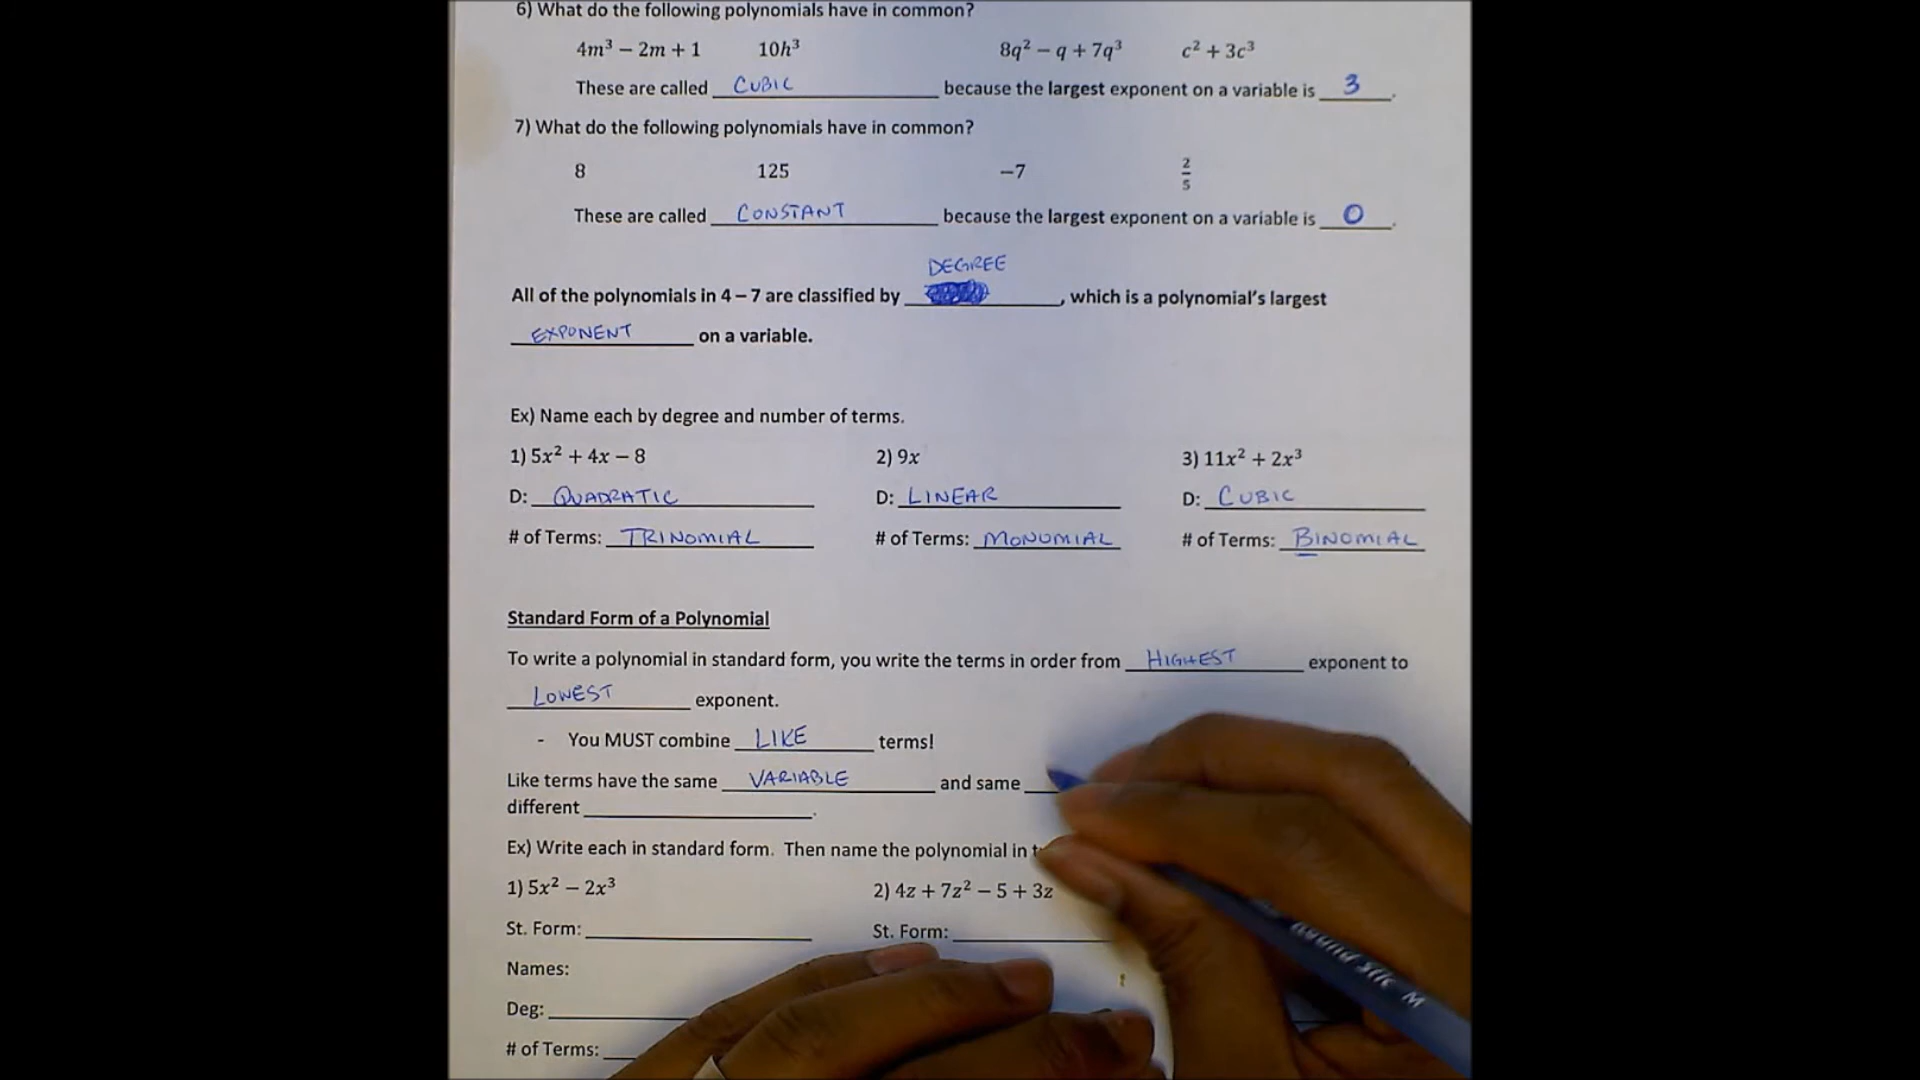 6) What do the following polynomials have in common?
4m³ − 2m + 1 10h³ 8q² − q + 7q³ c² + 3c³
These are called CUBIC because the largest exponent on a variable is 3.
7) What do the following polynomials have in common?
8 125 −7 2/5
These are called CONSTANT because the largest exponent on a variable is 0.
DEGREE
All of the polynomials in 4 – 7 are classified by ____, which is a polynomial's largest
EXPONENT on a variable.
Ex) Name each by degree and number of terms.
1) 5x² + 4x − 8 2) 9x 3) 11x² + 2x³
D: QUADRATIC D: LINEAR D: CUBIC
# of Terms: TRINOMIAL # of Terms: MONOMIAL # of Terms: BINOMIAL
Standard Form of a Polynomial
To write a polynomial in standard form, you write the terms in order from HIGHEST exponent to
LOWEST exponent.
- You MUST combine LIKE terms!
Like terms have the same VARIABLE and same ____
different ____.
Ex) Write each in standard form. Then name the polynomial in
1) 5x² − 2x³ 2) 4z + 7z² − 5 + 3z
St. Form: ____ St. Form: ____
Names:
Deg: ____
# of Terms: ____